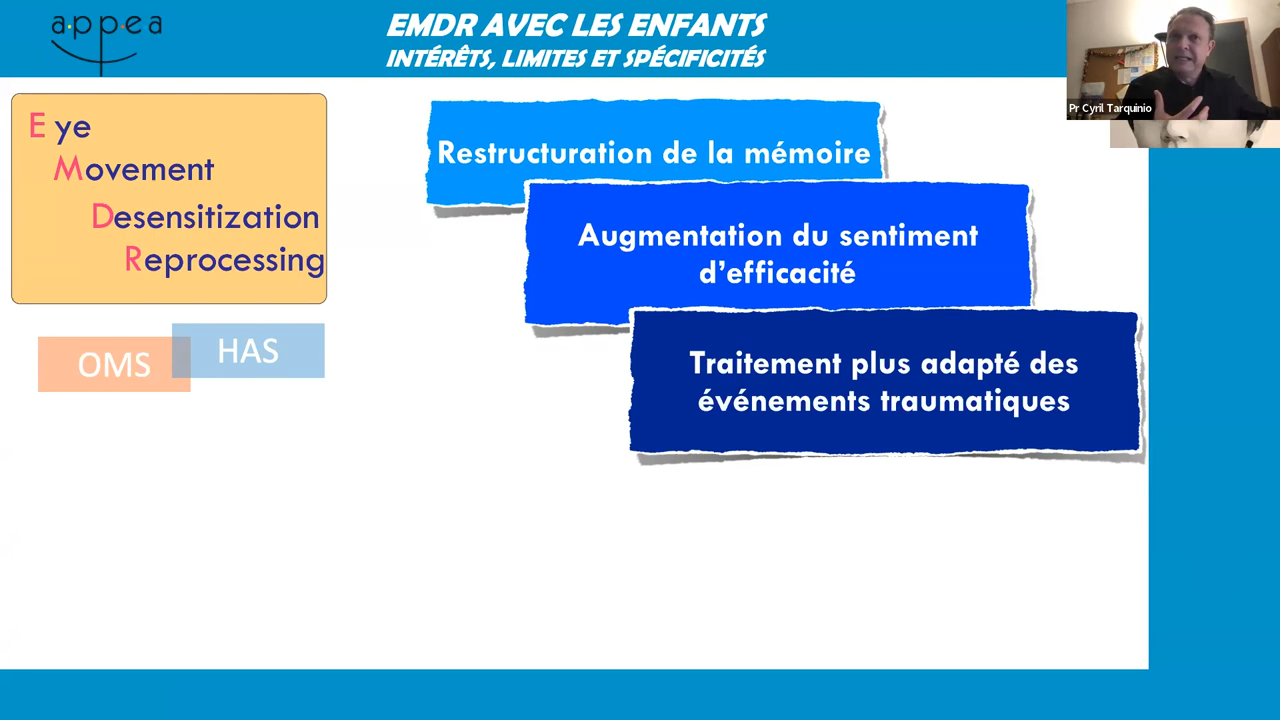 appea
EMDR AVEC LES ENFANTS
INTÉRÊTS, LIMITES ET SPÉCIFICITÉS
Pr Cyril Tarquinio
Eye
Movement
Desensitization
Reprocessing
OMS
HAS
Restructuration de la mémoire
Augmentation du sentiment
d'efficacité
Traitement plus adapté des
événements traumatiques